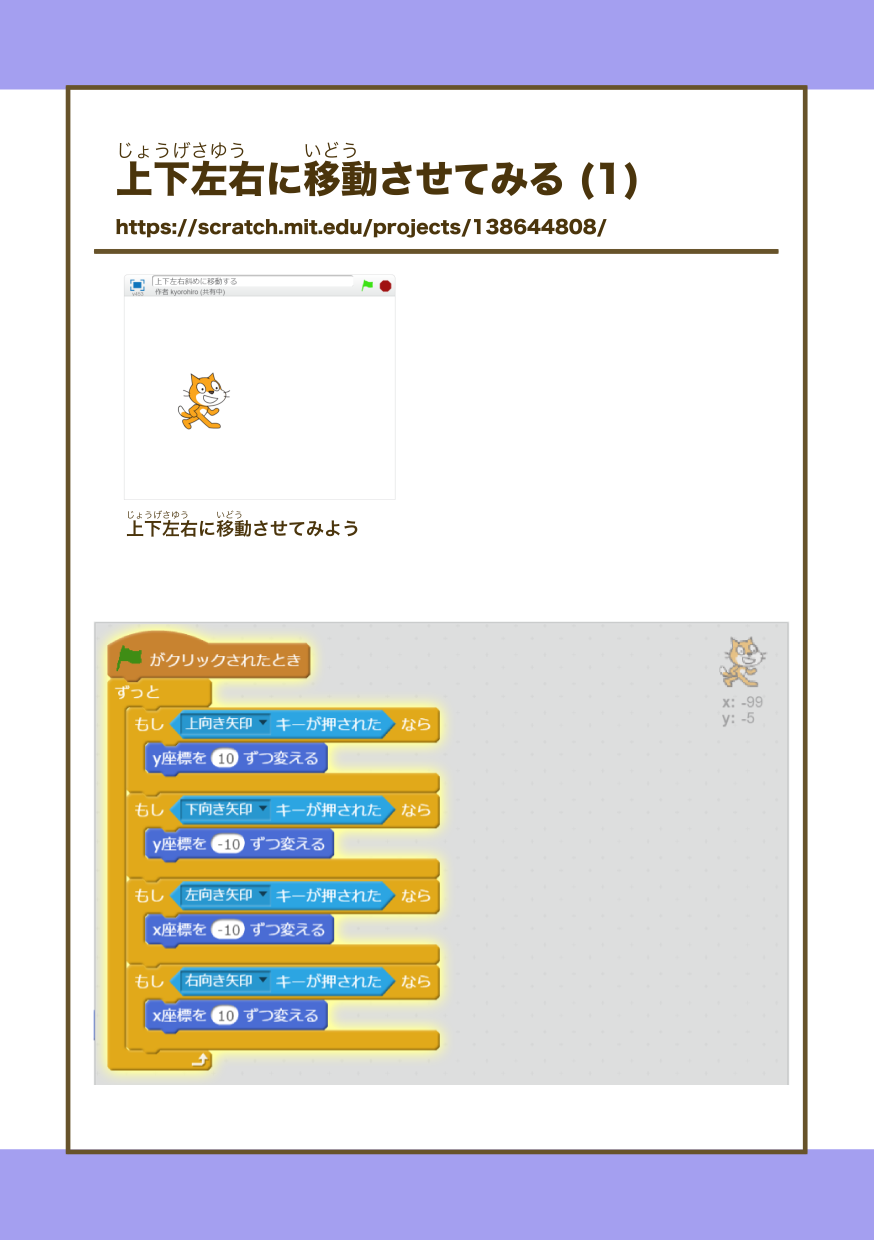 じょうげさゆう いどう
上下左右に移動させてみる (1)
https://scratch.mit.edu/projects/138644808/
上下左右斜めに移動する
作者 kyorohiro (共有中)
じょうげさゆう いどう
上下左右に移動させてみよう
がクリックされたとき
ずっと
もし 上向き矢印 キーが押された なら
y座標を 10 ずつ変える
もし 下向き矢印 キーが押された なら
y座標を -10 ずつ変える
もし 左向き矢印 キーが押された なら
x座標を -10 ずつ変える
もし 右向き矢印 キーが押された なら
x座標を 10 ずつ変える
x: -99
y: -5